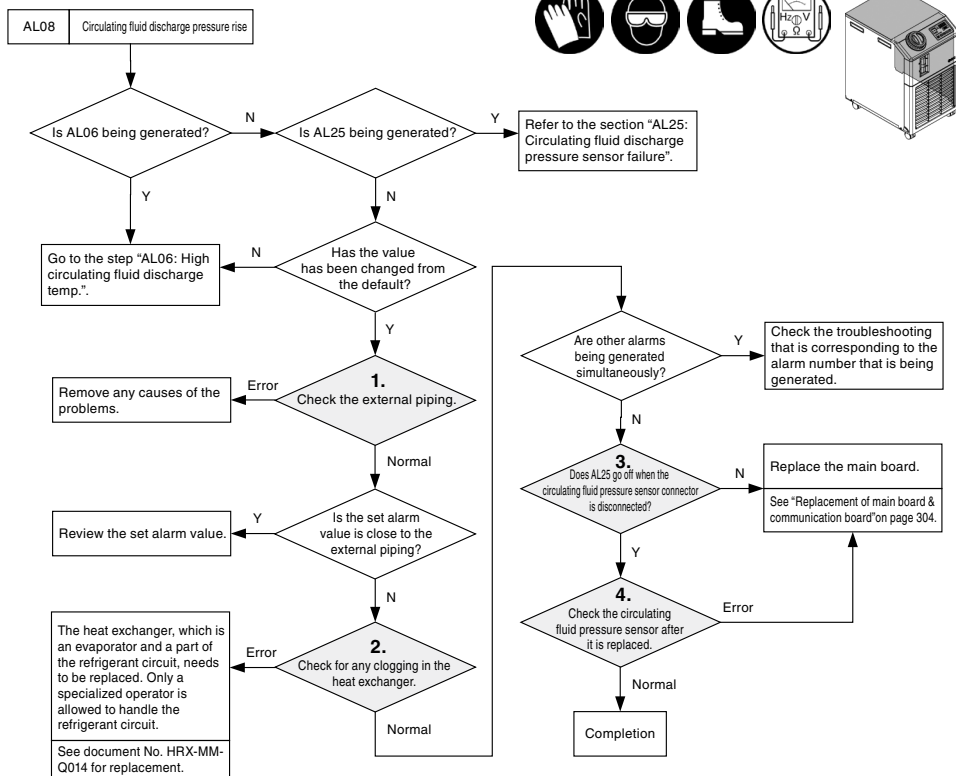 AL08 Circulating fluid discharge pressure rise
Hz V
Ω
Is AL06 being generated?
N
Is AL25 being generated?
Y
Refer to the section “AL25:
Circulating fluid discharge
pressure sensor failure”.
Y
N
Go to the step “AL06: High
circulating fluid discharge
temp.”.
N
Has the value
has been changed from
the default?
Y
Remove any causes of the
problems.
Error
1.
Check the external piping.
Normal
Review the set alarm value.
Y
Is the set alarm
value is close to the
external piping?
N
The heat exchanger, which is
an evaporator and a part of
the refrigerant circuit, needs
to be replaced. Only a
specialized operator is
allowed to handle the
refrigerant circuit.
See document No. HRX-MM-
Q014 for replacement.
Error
2.
Check for any clogging in the
heat exchanger.
Normal
Are other alarms
being generated
simultaneously?
Y
Check the troubleshooting
that is corresponding to the
alarm number that is being
generated.
N
3.
Does AL25 go off when the
circulating fluid pressure sensor connector
is disconnected?
N
Replace the main board.
See “Replacement of main board &
communication board”on page 304.
Y
4.
Check the circulating
fluid pressure sensor after
it is replaced.
Error
Normal
Completion